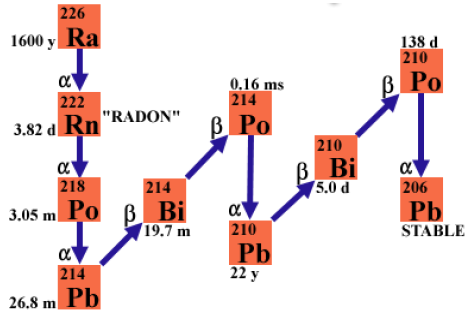 226
1600 y Ra
α
222
3.82 d Rn "RADON"
α
218
3.05 m Po
α
214
26.8 m Pb
β
214
Bi
19.7 m
β
0.16 ms
214
Po
α
210
Pb
22 y
β
210
Bi
5.0 d
β
138 d
210
Po
α
206
Pb
STABLE